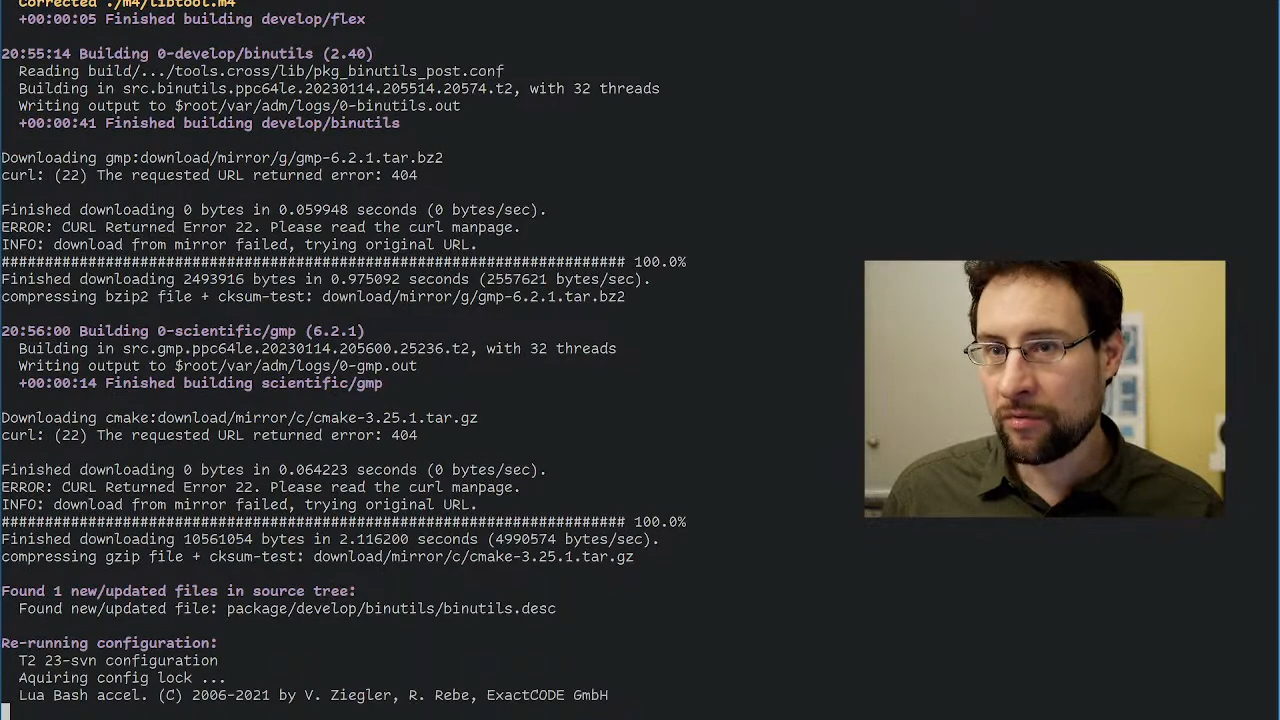 Corrected ./m4/libtool.m4
+00:00:05 Finished building develop/flex
20:55:14 Building 0-develop/binutils (2.40)
Reading build/.../tools.cross/lib/pkg_binutils_post.conf
Building in src.binutils.ppc64le.20230114.205514.20574.t2, with 32 threads
Writing output to $root/var/adm/logs/0-binutils.out
+00:00:41 Finished building develop/binutils
Downloading gmp:download/mirror/g/gmp-6.2.1.tar.bz2
curl: (22) The requested URL returned error: 404
Finished downloading 0 bytes in 0.059948 seconds (0 bytes/sec).
ERROR: CURL Returned Error 22. Please read the curl manpage.
INFO: download from mirror failed, trying original URL.
######################################################################## 100.0%
Finished downloading 2493916 bytes in 0.975092 seconds (2557621 bytes/sec).
compressing bzip2 file + cksum-test: download/mirror/g/gmp-6.2.1.tar.bz2
20:56:00 Building 0-scientific/gmp (6.2.1)
Building in src.gmp.ppc64le.20230114.205600.25236.t2, with 32 threads
Writing output to $root/var/adm/logs/0-gmp.out
+00:00:14 Finished building scientific/gmp
Downloading cmake:download/mirror/c/cmake-3.25.1.tar.gz
curl: (22) The requested URL returned error: 404
Finished downloading 0 bytes in 0.064223 seconds (0 bytes/sec).
ERROR: CURL Returned Error 22. Please read the curl manpage.
INFO: download from mirror failed, trying original URL.
######################################################################## 100.0%
Finished downloading 10561054 bytes in 2.116200 seconds (4990574 bytes/sec).
compressing gzip file + cksum-test: download/mirror/c/cmake-3.25.1.tar.gz
Found 1 new/updated files in source tree:
Found new/updated file: package/develop/binutils/binutils.desc
Re-running configuration:
T2 23-svn configuration
Aquiring config lock ...
Lua Bash accel. (C) 2006-2021 by V. Ziegler, R. Rebe, ExactCODE GmbH